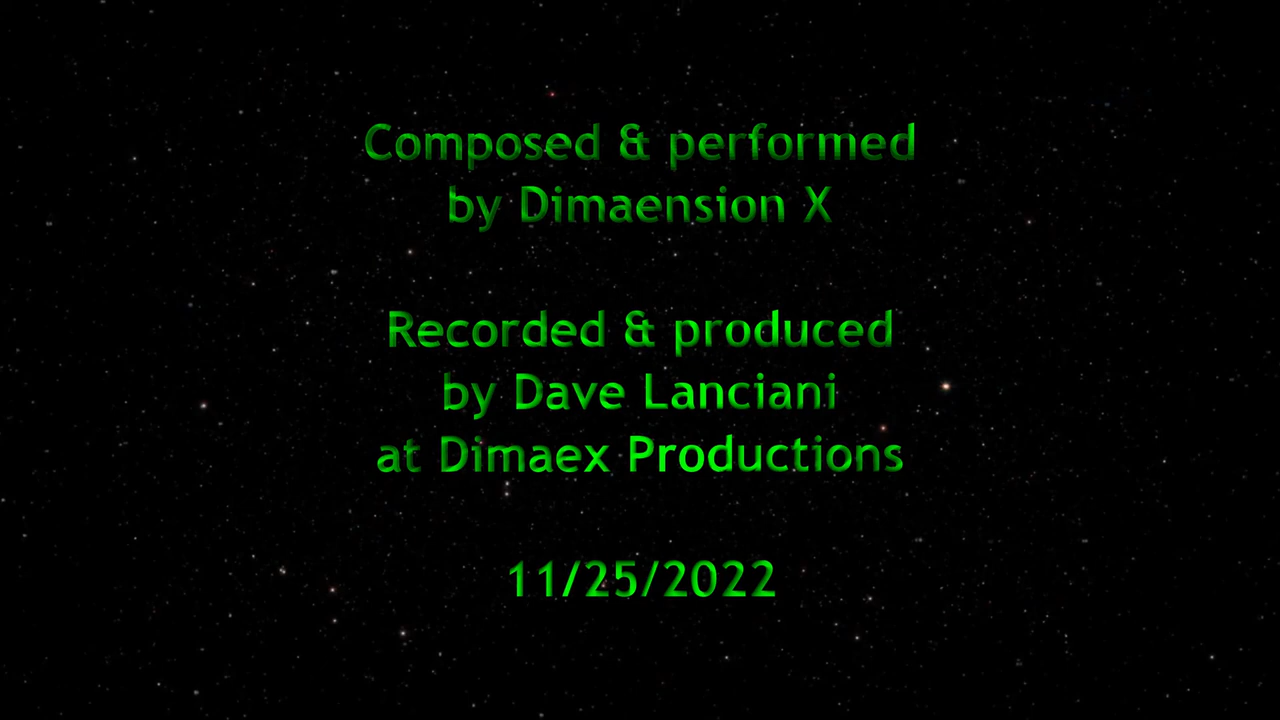 Composed & performed
by Dimaension X
Recorded & produced
by Dave Lanciani
at Dimaex Productions
11/25/2022